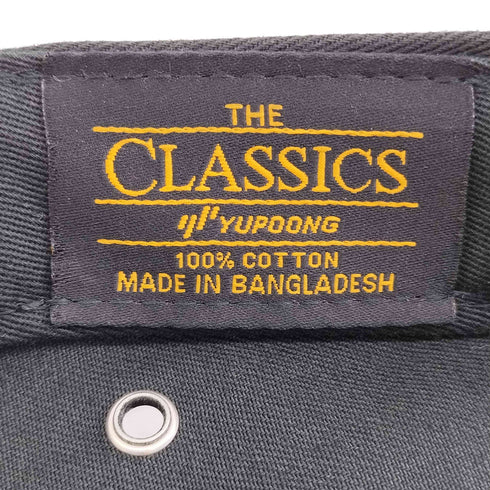 THE
CLASSICS
YUPOONG
100% COTTON
MADE IN BANGLADESH